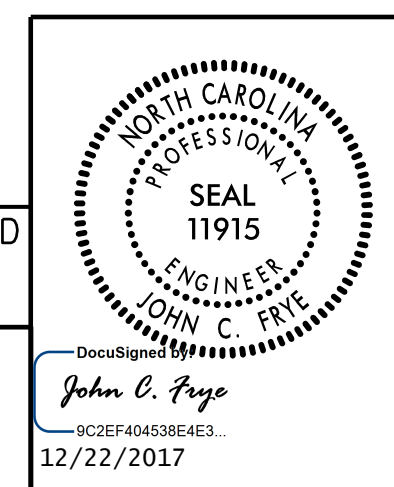 NORTH CAROLINA
PROFESSIONAL
SEAL
11915
ENGINEER
JOHN C. FRYE
D
DocuSigned by:
John C. Frye
9C2EF404538E4E3...
12/22/2017